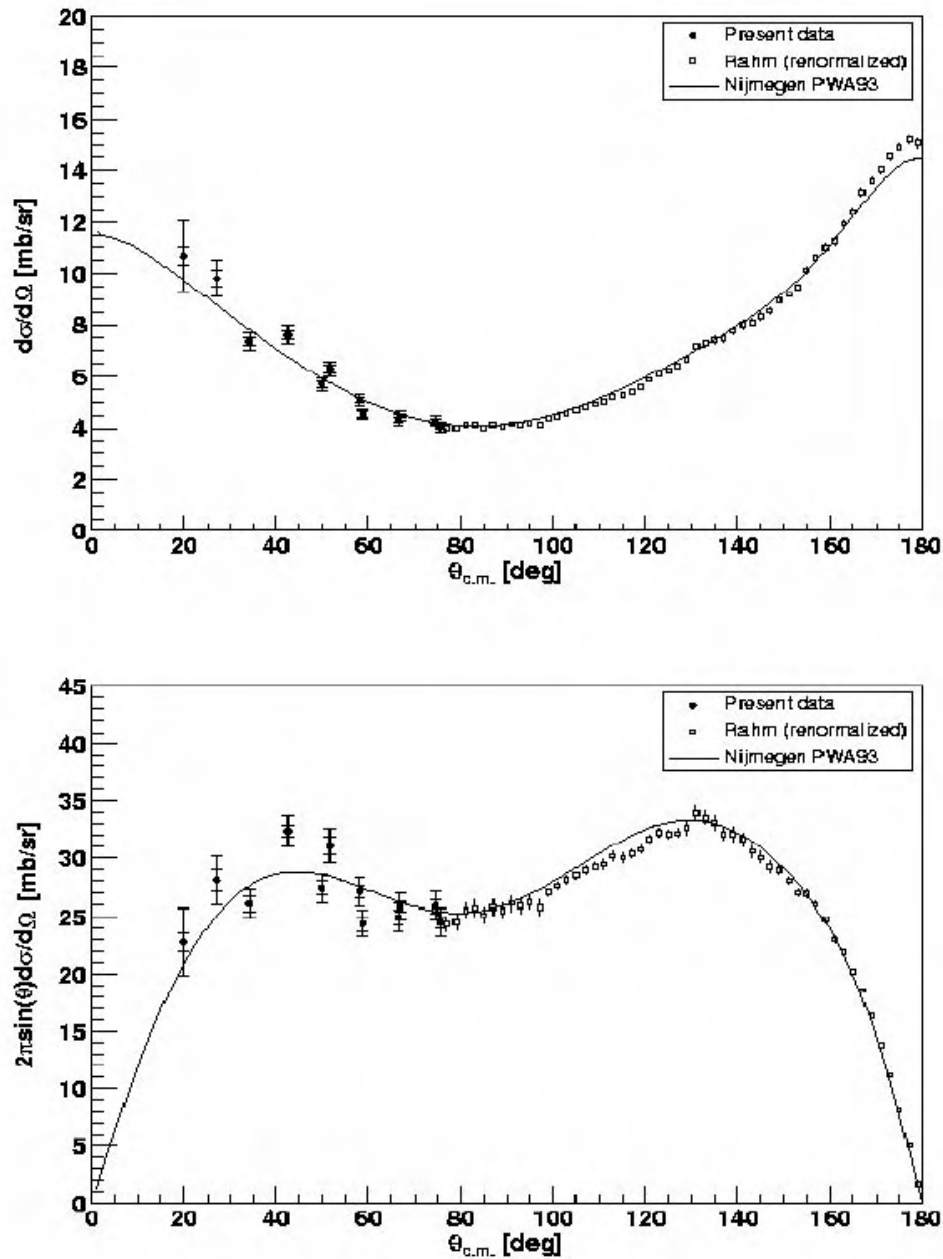 20
18
16
14
12
10
8
6
4
2
0
dσ/dΩ [mb/sr]
Present data
Rahm (renormalized)
Nijmegen PWA93
0 20 40 60 80 100 120 140 160 180
θc.m. [deg]
45
40
35
30
25
20
15
10
5
0
2πsin(θ)dσ/dΩ [mb/sr]
Present data
Rahm (renormalized)
Nijmegen PWA93
0 20 40 60 80 100 120 140 160 180
θc.m. [deg]